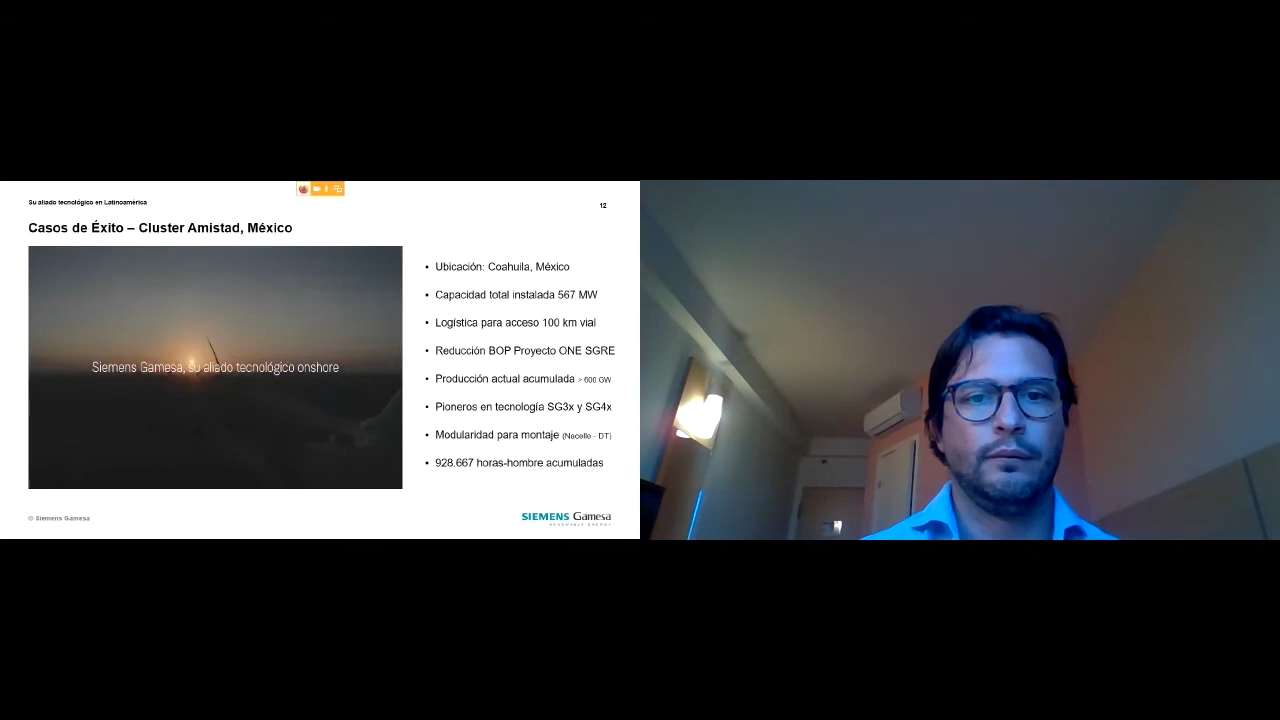 Su aliado tecnológico en Latinoamérica
12
Casos de Éxito – Cluster Amistad, México
Siemens Gamesa, su aliado tecnológico onshore
• Ubicación: Coahuila, México
• Capacidad total instalada 567 MW
• Logística para acceso 100 km vial
• Reducción BOP Proyecto ONE SGRE
• Producción actual acumulada > 600 GW
• Pioneros en tecnología SG3x y SG4x
• Modularidad para montaje (Nacelle - DT)
• 928.667 horas-hombre acumuladas
© Siemens Gamesa
SIEMENS Gamesa
RENEWABLE ENERGY